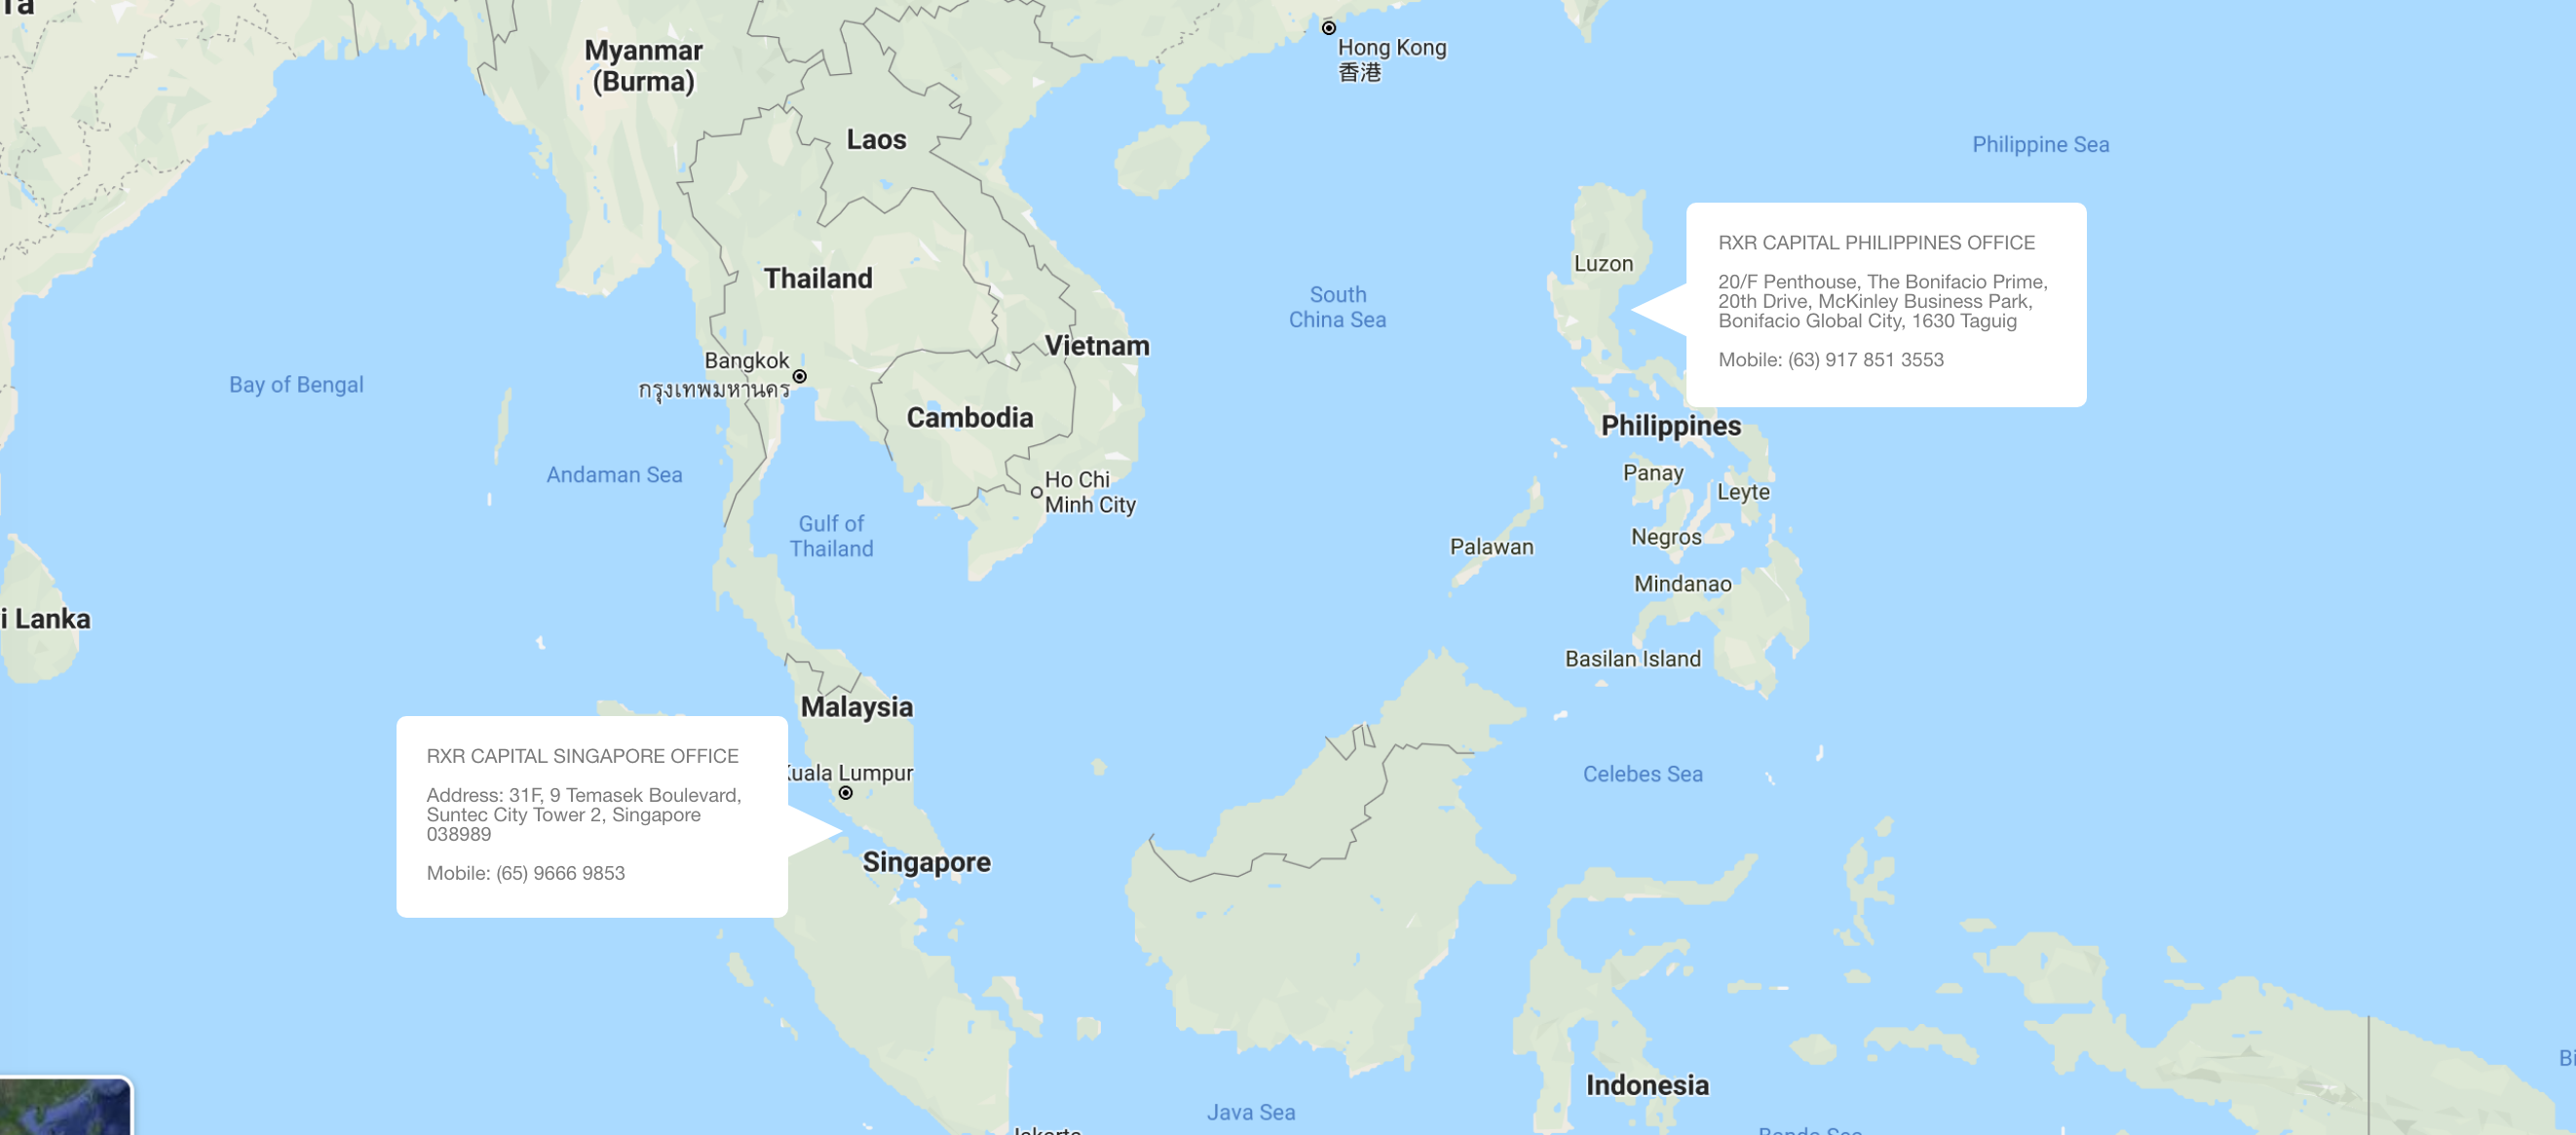 Myanmar
(Burma)
Hong Kong
香港
Laos
Philippine Sea
Luzon
Thailand
RXR CAPITAL PHILIPPINES OFFICE
20/F Penthouse, The Bonifacio Prime,
20th Drive, McKinley Business Park,
Bonifacio Global City, 1630 Taguig
Mobile: (63) 917 851 3553
South
China Sea
Vietnam
Bangkok
กรุงเทพมหานคร
Bay of Bengal
Cambodia
Philippines
Andaman Sea
Ho Chi
Minh City
Panay
Leyte
Gulf of
Thailand
Negros
Palawan
Mindanao
i Lanka
Basilan Island
Malaysia
RXR CAPITAL SINGAPORE OFFICE
Address: 31F, 9 Temasek Boulevard,
Suntec City Tower 2, Singapore
038989
Mobile: (65) 9666 9853
Kuala Lumpur
Celebes Sea
Singapore
Indonesia
Java Sea
Jakarta
Banda Sea